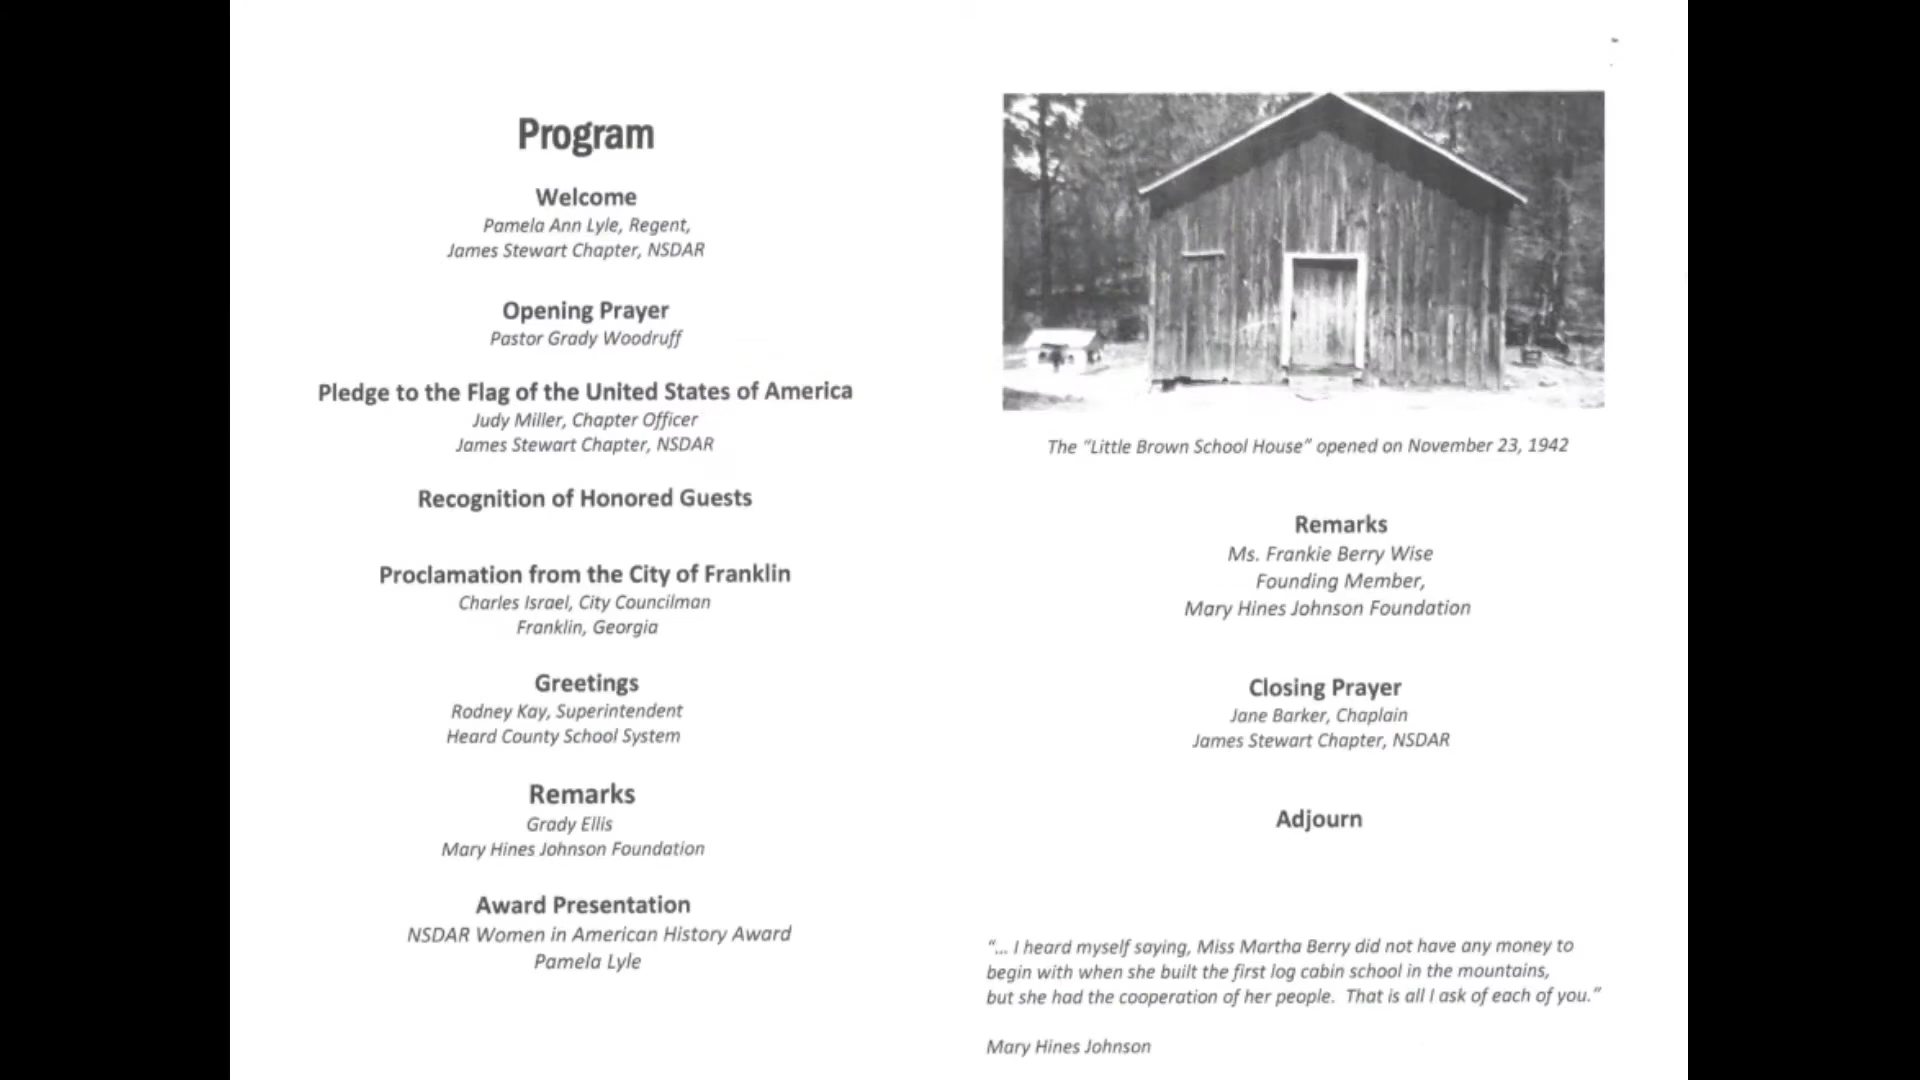 Program
Welcome
Pamela Ann Lyle, Regent,
James Stewart Chapter, NSDAR
Opening Prayer
Pastor Grady Woodruff
Pledge to the Flag of the United States of America
Judy Miller, Chapter Officer
James Stewart Chapter, NSDAR
Recognition of Honored Guests
Proclamation from the City of Franklin
Charles Israel, City Councilman
Franklin, Georgia
Greetings
Rodney Kay, Superintendent
Heard County School System
Remarks
Grady Ellis
Mary Hines Johnson Foundation
Award Presentation
NSDAR Women in American History Award
Pamela Lyle
The “Little Brown School House” opened on November 23, 1942
Remarks
Ms. Frankie Berry Wise
Founding Member,
Mary Hines Johnson Foundation
Closing Prayer
Jane Barker, Chaplain
James Stewart Chapter, NSDAR
Adjourn
“... I heard myself saying, Miss Martha Berry did not have any money to
begin with when she built the first log cabin school in the mountains,
but she had the cooperation of her people.  That is all I ask of each of you.”
Mary Hines Johnson